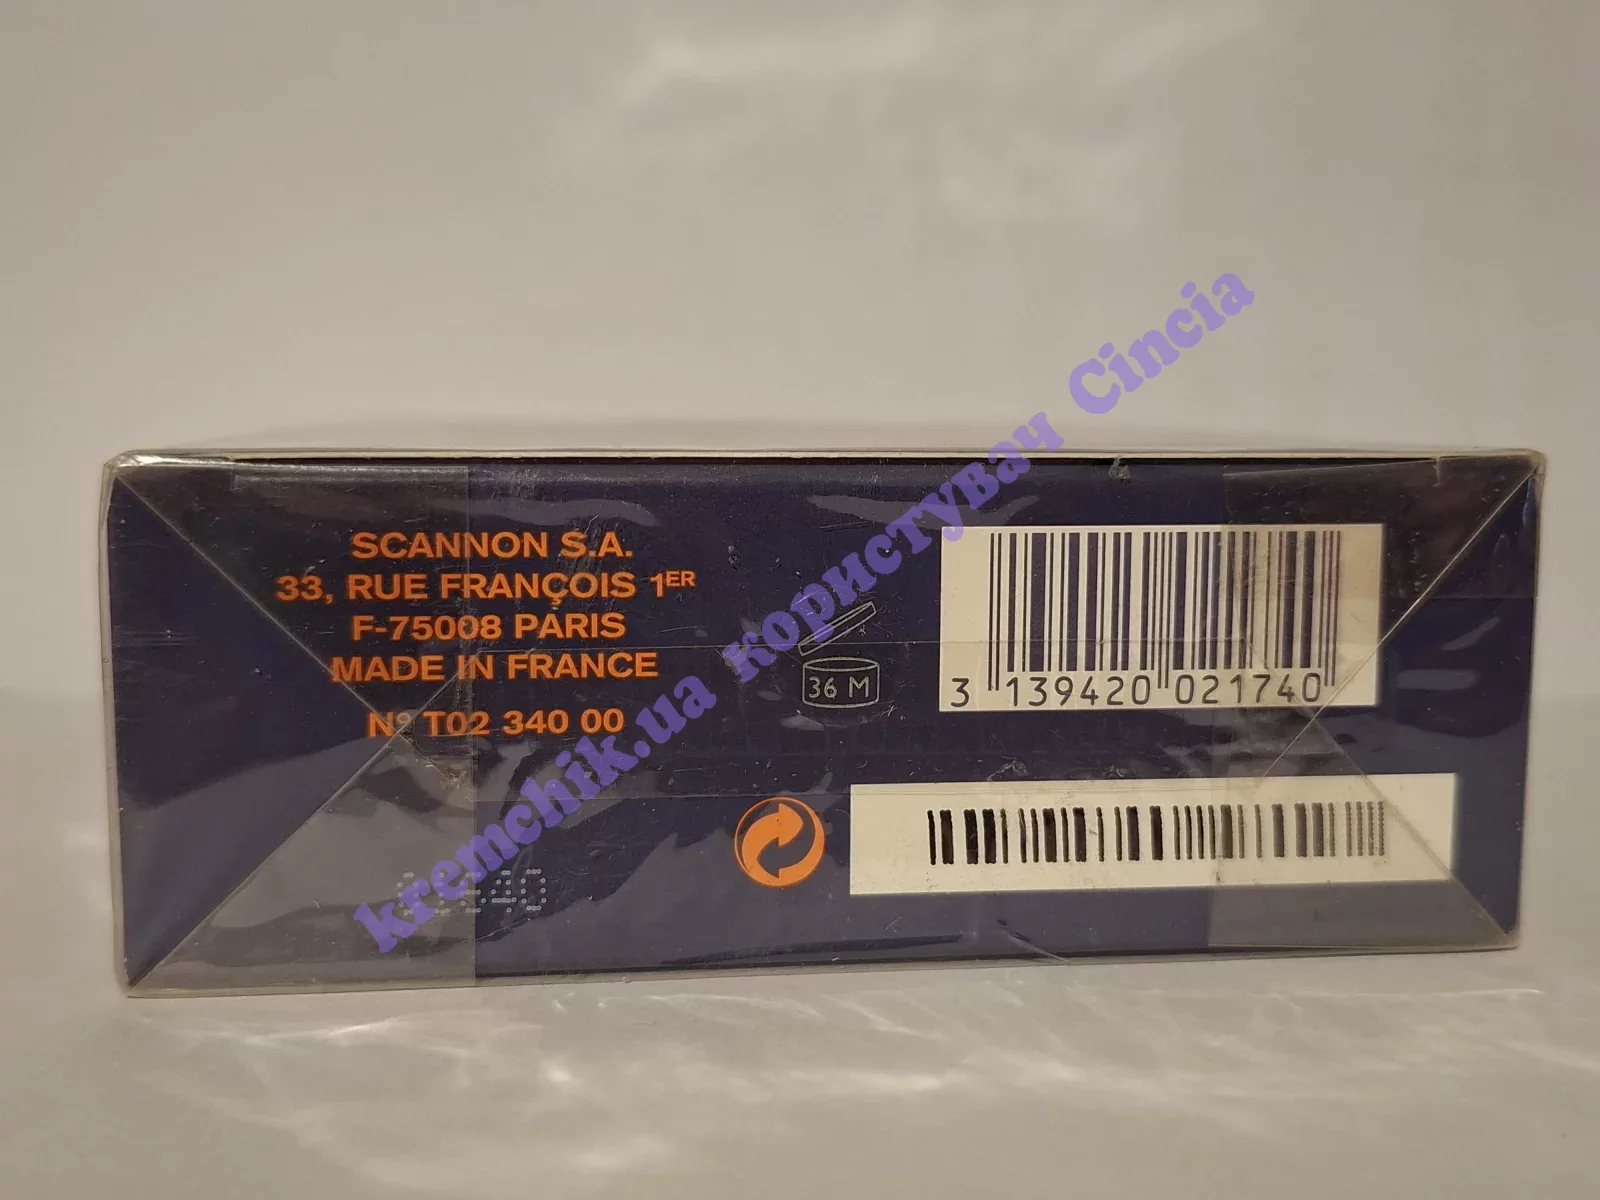 SCANNON S.A.
33, RUE FRANÇOIS 1ER
F-75008 PARIS
MADE IN FRANCE
Nº T02 340 00
36 M
3 139420 021740
kremchik.ua користувач Cincia